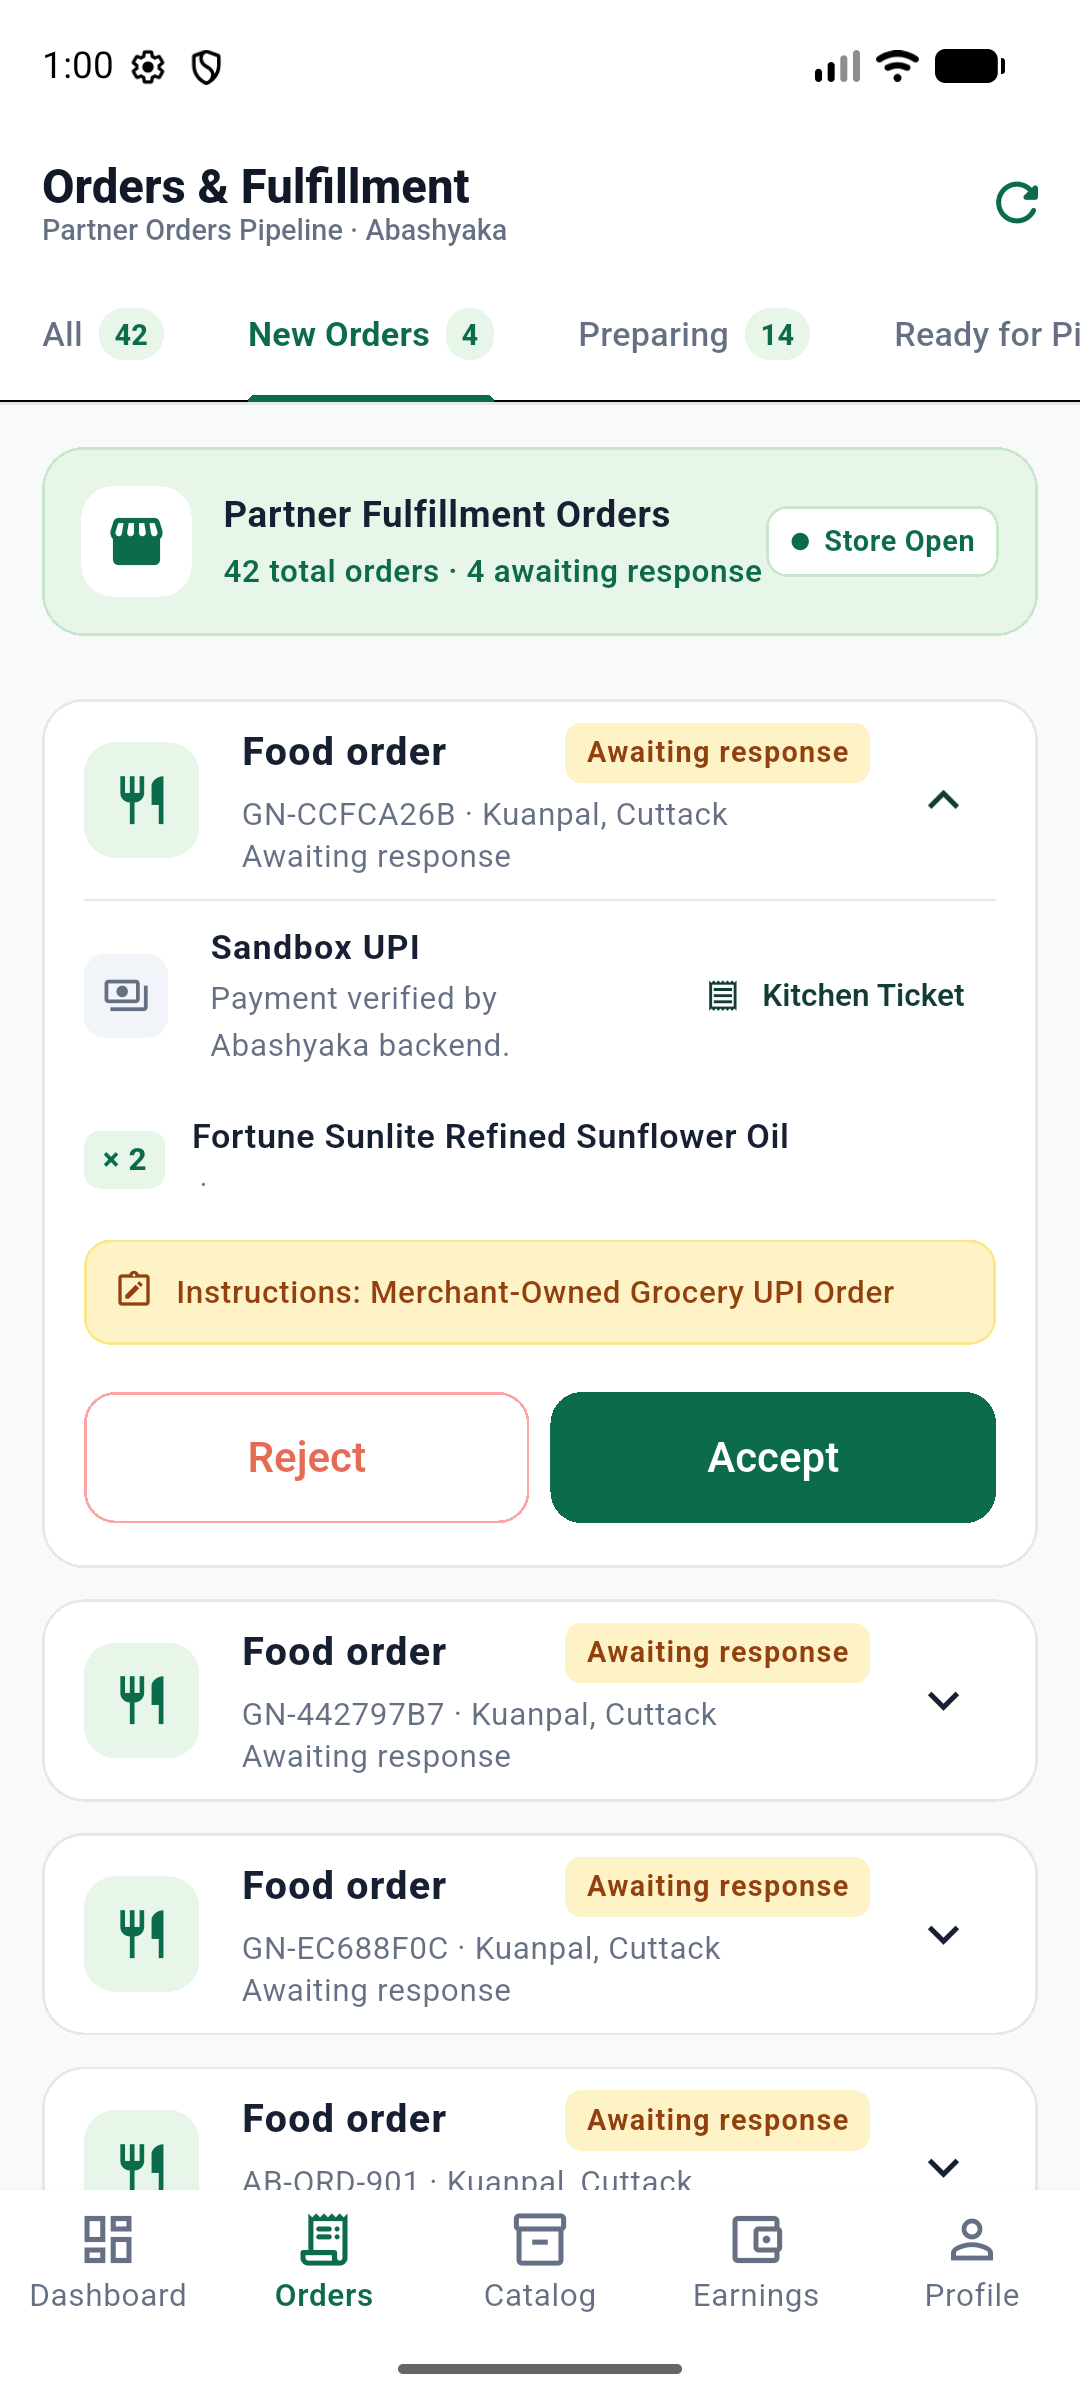 1:00
Orders & Fulfillment
Partner Orders Pipeline · Abashyaka
All 42 New Orders 4 Preparing 14 Ready for Pi
Partner Fulfillment Orders
42 total orders · 4 awaiting response
Store Open
Food order
Awaiting response
GN-CCFCA26B · Kuanpal, Cuttack
Awaiting response
Sandbox UPI
Payment verified by
Abashyaka backend.
Kitchen Ticket
× 2
Fortune Sunlite Refined Sunflower Oil
·
Instructions: Merchant-Owned Grocery UPI Order
Reject
Accept
Food order
Awaiting response
GN-442797B7 · Kuanpal, Cuttack
Awaiting response
Food order
Awaiting response
GN-EC688F0C · Kuanpal, Cuttack
Awaiting response
Food order
Awaiting response
AB-ORD-901 · Kuanpal, Cuttack
Dashboard Orders Catalog Earnings Profile